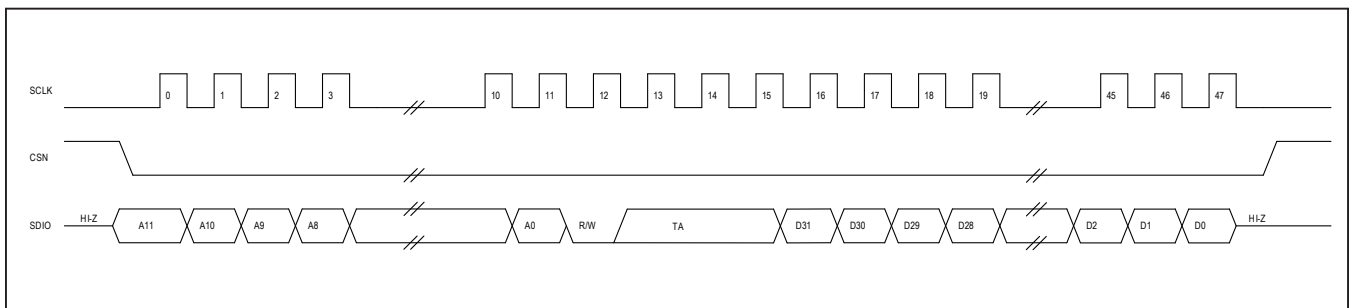 SCLK 0 1 2 3 10 11 12 13 14 15 16 17 18 19 45 46 47
CSN
SDIO HI-Z A11 A10 A9 A8 A0 R/W TA D31 D30 D29 D28 D2 D1 D0 HI-Z